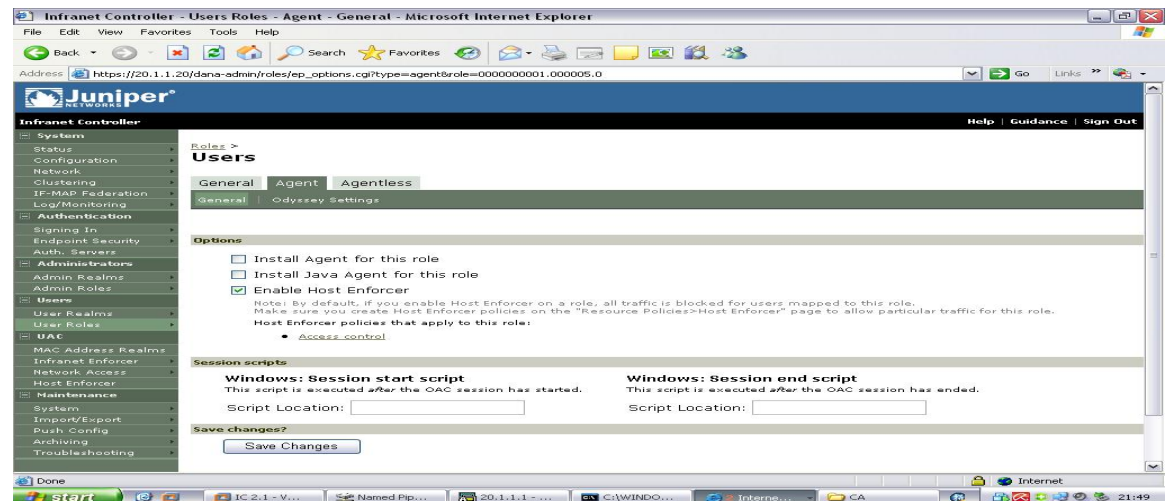 Infranet Controller - Users Roles - Agent - General - Microsoft Internet Explorer
File Edit View Favorites Tools Help
Back Search Favorites
Address https://20.1.1.20/dana-admin/roles/ep_options.cgi?type=agent&role=0000000001.000005.0 Go Links »
Juniper®
NETWORKS
Infranet Controller Help | Guidance | Sign Out
System
Status
Configuration
Network
Clustering
IF-MAP Federation
Log/Monitoring
Authentication
Signing In
Endpoint Security
Auth. Servers
Administrators
Admin Realms
Admin Roles
Users
User Realms
User Roles
UAC
MAC Address Realms
Infranet Enforcer
Network Access
Host Enforcer
Maintenance
System
Import/Export
Push Config
Archiving
Troubleshooting
Roles >
Users
General Agent Agentless
General | Odyssey Settings
Options
Install Agent for this role
Install Java Agent for this role
Enable Host Enforcer
Note: By default, if you enable Host Enforcer on a role, all traffic is blocked for users mapped to this role.
Make sure you create Host Enforcer policies on the "Resource Policies>Host Enforcer" page to allow particular traffic for this role.
Host Enforcer policies that apply to this role:
• Access control
Session scripts
Windows: Session start script
This script is executed after the OAC session has started.
Script Location:
Windows: Session end script
This script is executed after the OAC session has ended.
Script Location:
Save changes?
Save Changes
Done Internet
start IC 2.1 - V... Named Pip... 20.1.1.1 - ... C:\WINDO... Interne... CA 21:49